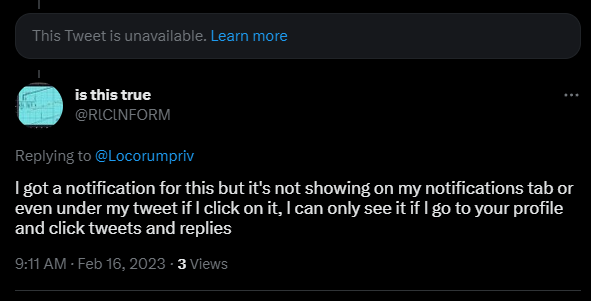 This Tweet is unavailable. Learn more
is this true
@RlClNFORM
Replying to @Locorumpriv
I got a notification for this but it's not showing on my notifications tab or
even under my tweet if I click on it, I can only see it if I go to your profile
and click tweets and replies
9:11 AM · Feb 16, 2023 · 3 Views